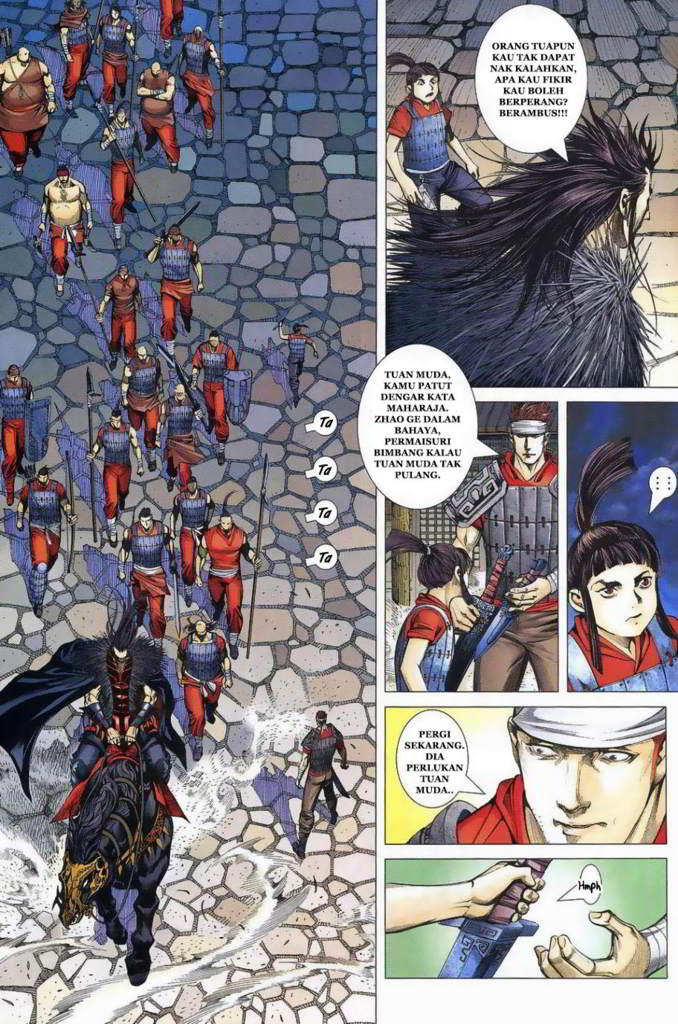 ORANG TUAPUN
KAU TAK DAPAT
NAK KALAHKAN,
APA KAU FIKIR
KAU BOLEH
BERPERANG?
BERAMBUS!!!
TUAN MUDA,
KAMU PATUT
DENGAR KATA
MAHARAJA.
ZHAO GE DALAM
BAHAYA,
PERMAISURI
BIMBANG KALAU
TUAN MUDA TAK
PULANG.
Ta
Ta
Ta
Ta
...
PERGI
SEKARANG.
DIA
PERLUKAN
TUAN
MUDA..
Hmph